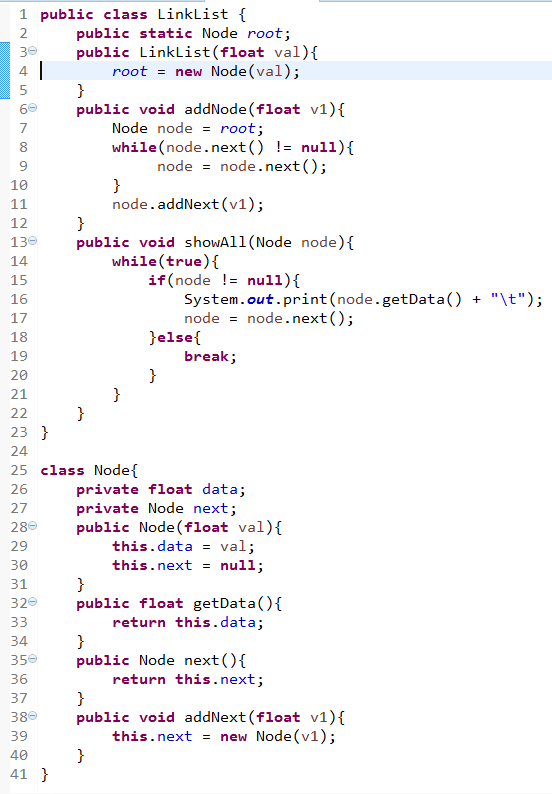 1 public class LinkList {
2     public static Node root;
3     public LinkList(float val){
4         root = new Node(val);
5     }
6     public void addNode(float v1){
7         Node node = root;
8         while(node.next() != null){
9              node = node.next();
10         }
11         node.addNext(v1);
12     }
13     public void showAll(Node node){
14         while(true){
15             if(node != null){
16                 System.out.print(node.getData() + "\t");
17                 node = node.next();
18             }else{
19                 break;
20             }
21         }
22     }
23 }
24
25 class Node{
26     private float data;
27     private Node next;
28     public Node(float val){
29         this.data = val;
30         this.next = null;
31     }
32     public float getData(){
33         return this.data;
34     }
35     public Node next(){
36         return this.next;
37     }
38     public void addNext(float v1){
39         this.next = new Node(v1);
40     }
41 }